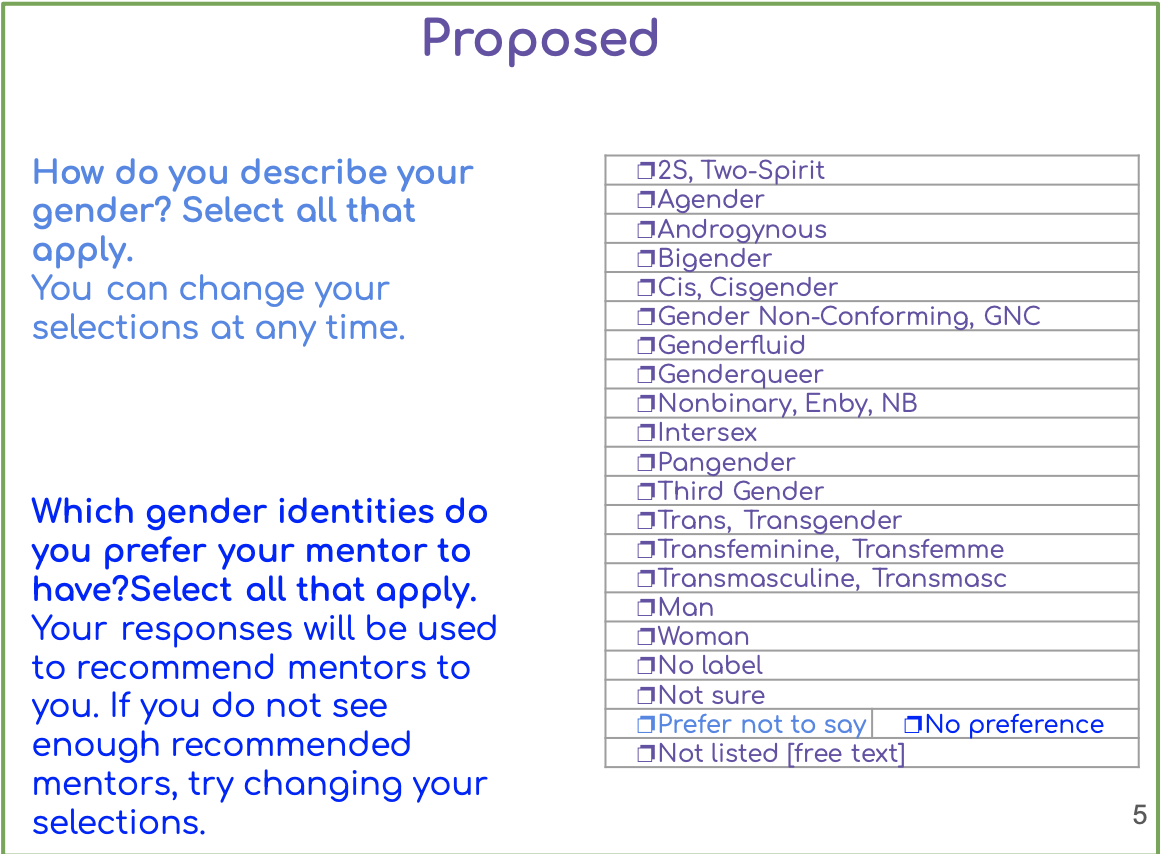 Proposed
How do you describe your
gender? Select all that
apply.
You can change your
selections at any time.
Which gender identities do
you prefer your mentor to
have?Select all that apply.
Your responses will be used
to recommend mentors to
you. If you do not see
enough recommended
mentors, try changing your
selections.
❐2S, Two-Spirit
❐Agender
❐Androgynous
❐Bigender
❐Cis, Cisgender
❐Gender Non-Conforming, GNC
❐Genderfluid
❐Genderqueer
❐Nonbinary, Enby, NB
❐Intersex
❐Pangender
❐Third Gender
❐Trans, Transgender
❐Transfeminine, Transfemme
❐Transmasculine, Transmasc
❐Man
❐Woman
❐No label
❐Not sure
❐Prefer not to say ❐No preference
❐Not listed [free text]
5